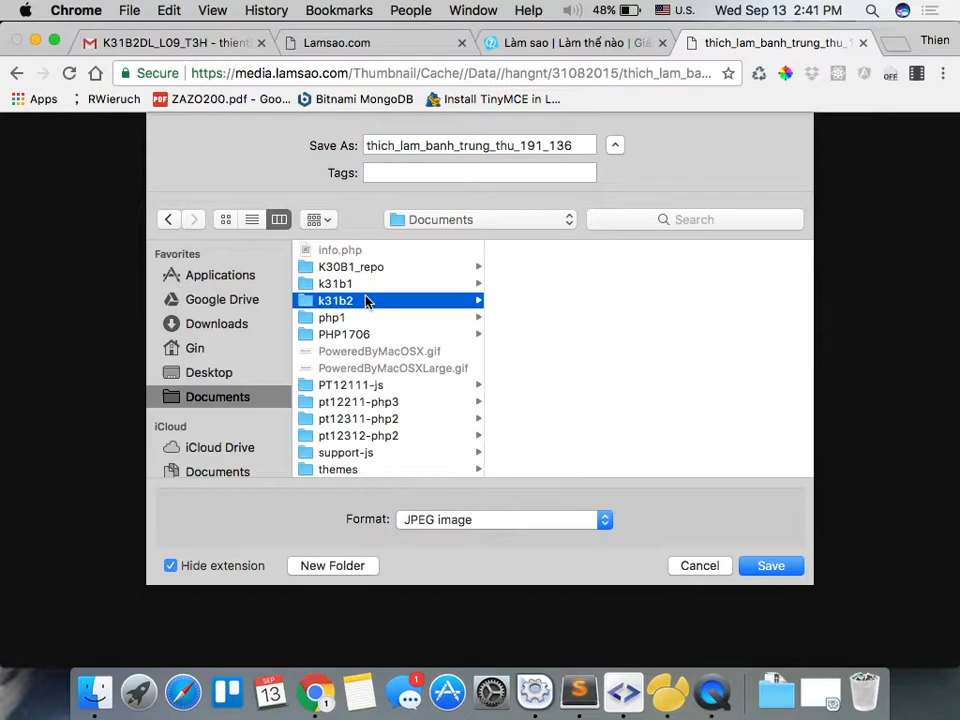 Chrome File Edit View History Bookmarks People Window Help 48% U.S. Wed Sep 13 2:41 PM
K31B2DL_L09_T3H - thient × Lamsao.com × Làm sao | Làm thế nào | Giả × thich_lam_banh_trung_thu_1 × Thien
Secure | https://media.lamsao.com/Thumbnail/Cache//Data//hangnt/31082015/thich_lam_ba...
Apps RWieruch ZAZO200.pdf - Goo... Bitnami MongoDB Install TinyMCE in L...
Save As: thich_lam_banh_trung_thu_191_136
Tags:
Documents Search
Favorites
Applications
Google Drive
Downloads
Gin
Desktop
Documents
iCloud
iCloud Drive
Documents
info.php
K30B1_repo
k31b1
k31b2
php1
PHP1706
PoweredByMacOSX.gif
PoweredByMacOSXLarge.gif
PT12111-js
pt12211-php3
pt12311-php2
pt12312-php2
support-js
themes
Format: JPEG image
Hide extension New Folder Cancel Save
SEP
13
1